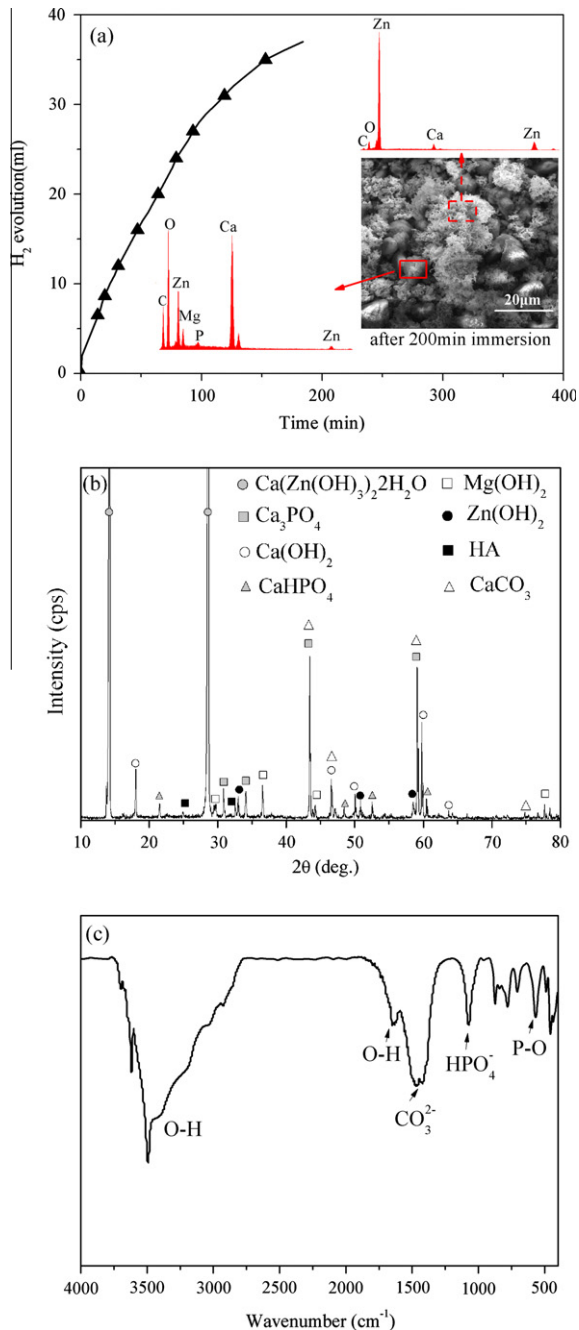 (a)
40
30
20
10
0
H₂ evolution(ml)
Zn
O
C
Ca
Zn
O
Ca
Zn
C
Mg
P
Zn
20μm
after 200min immersion
0 100 200 300 400
Time (min)
(b)
Ca(Zn(OH)₃)₂2H₂O
Mg(OH)₂
Ca₃PO₄
Zn(OH)₂
Ca(OH)₂
HA
CaHPO₄
CaCO₃
Intensity (cps)
10 20 30 40 50 60 70 80
2θ (deg.)
(c)
O-H
O-H
CO₃²⁻
HPO₄⁻
P-O
4000 3500 3000 2500 2000 1500 1000 500
Wavenumber (cm⁻¹)